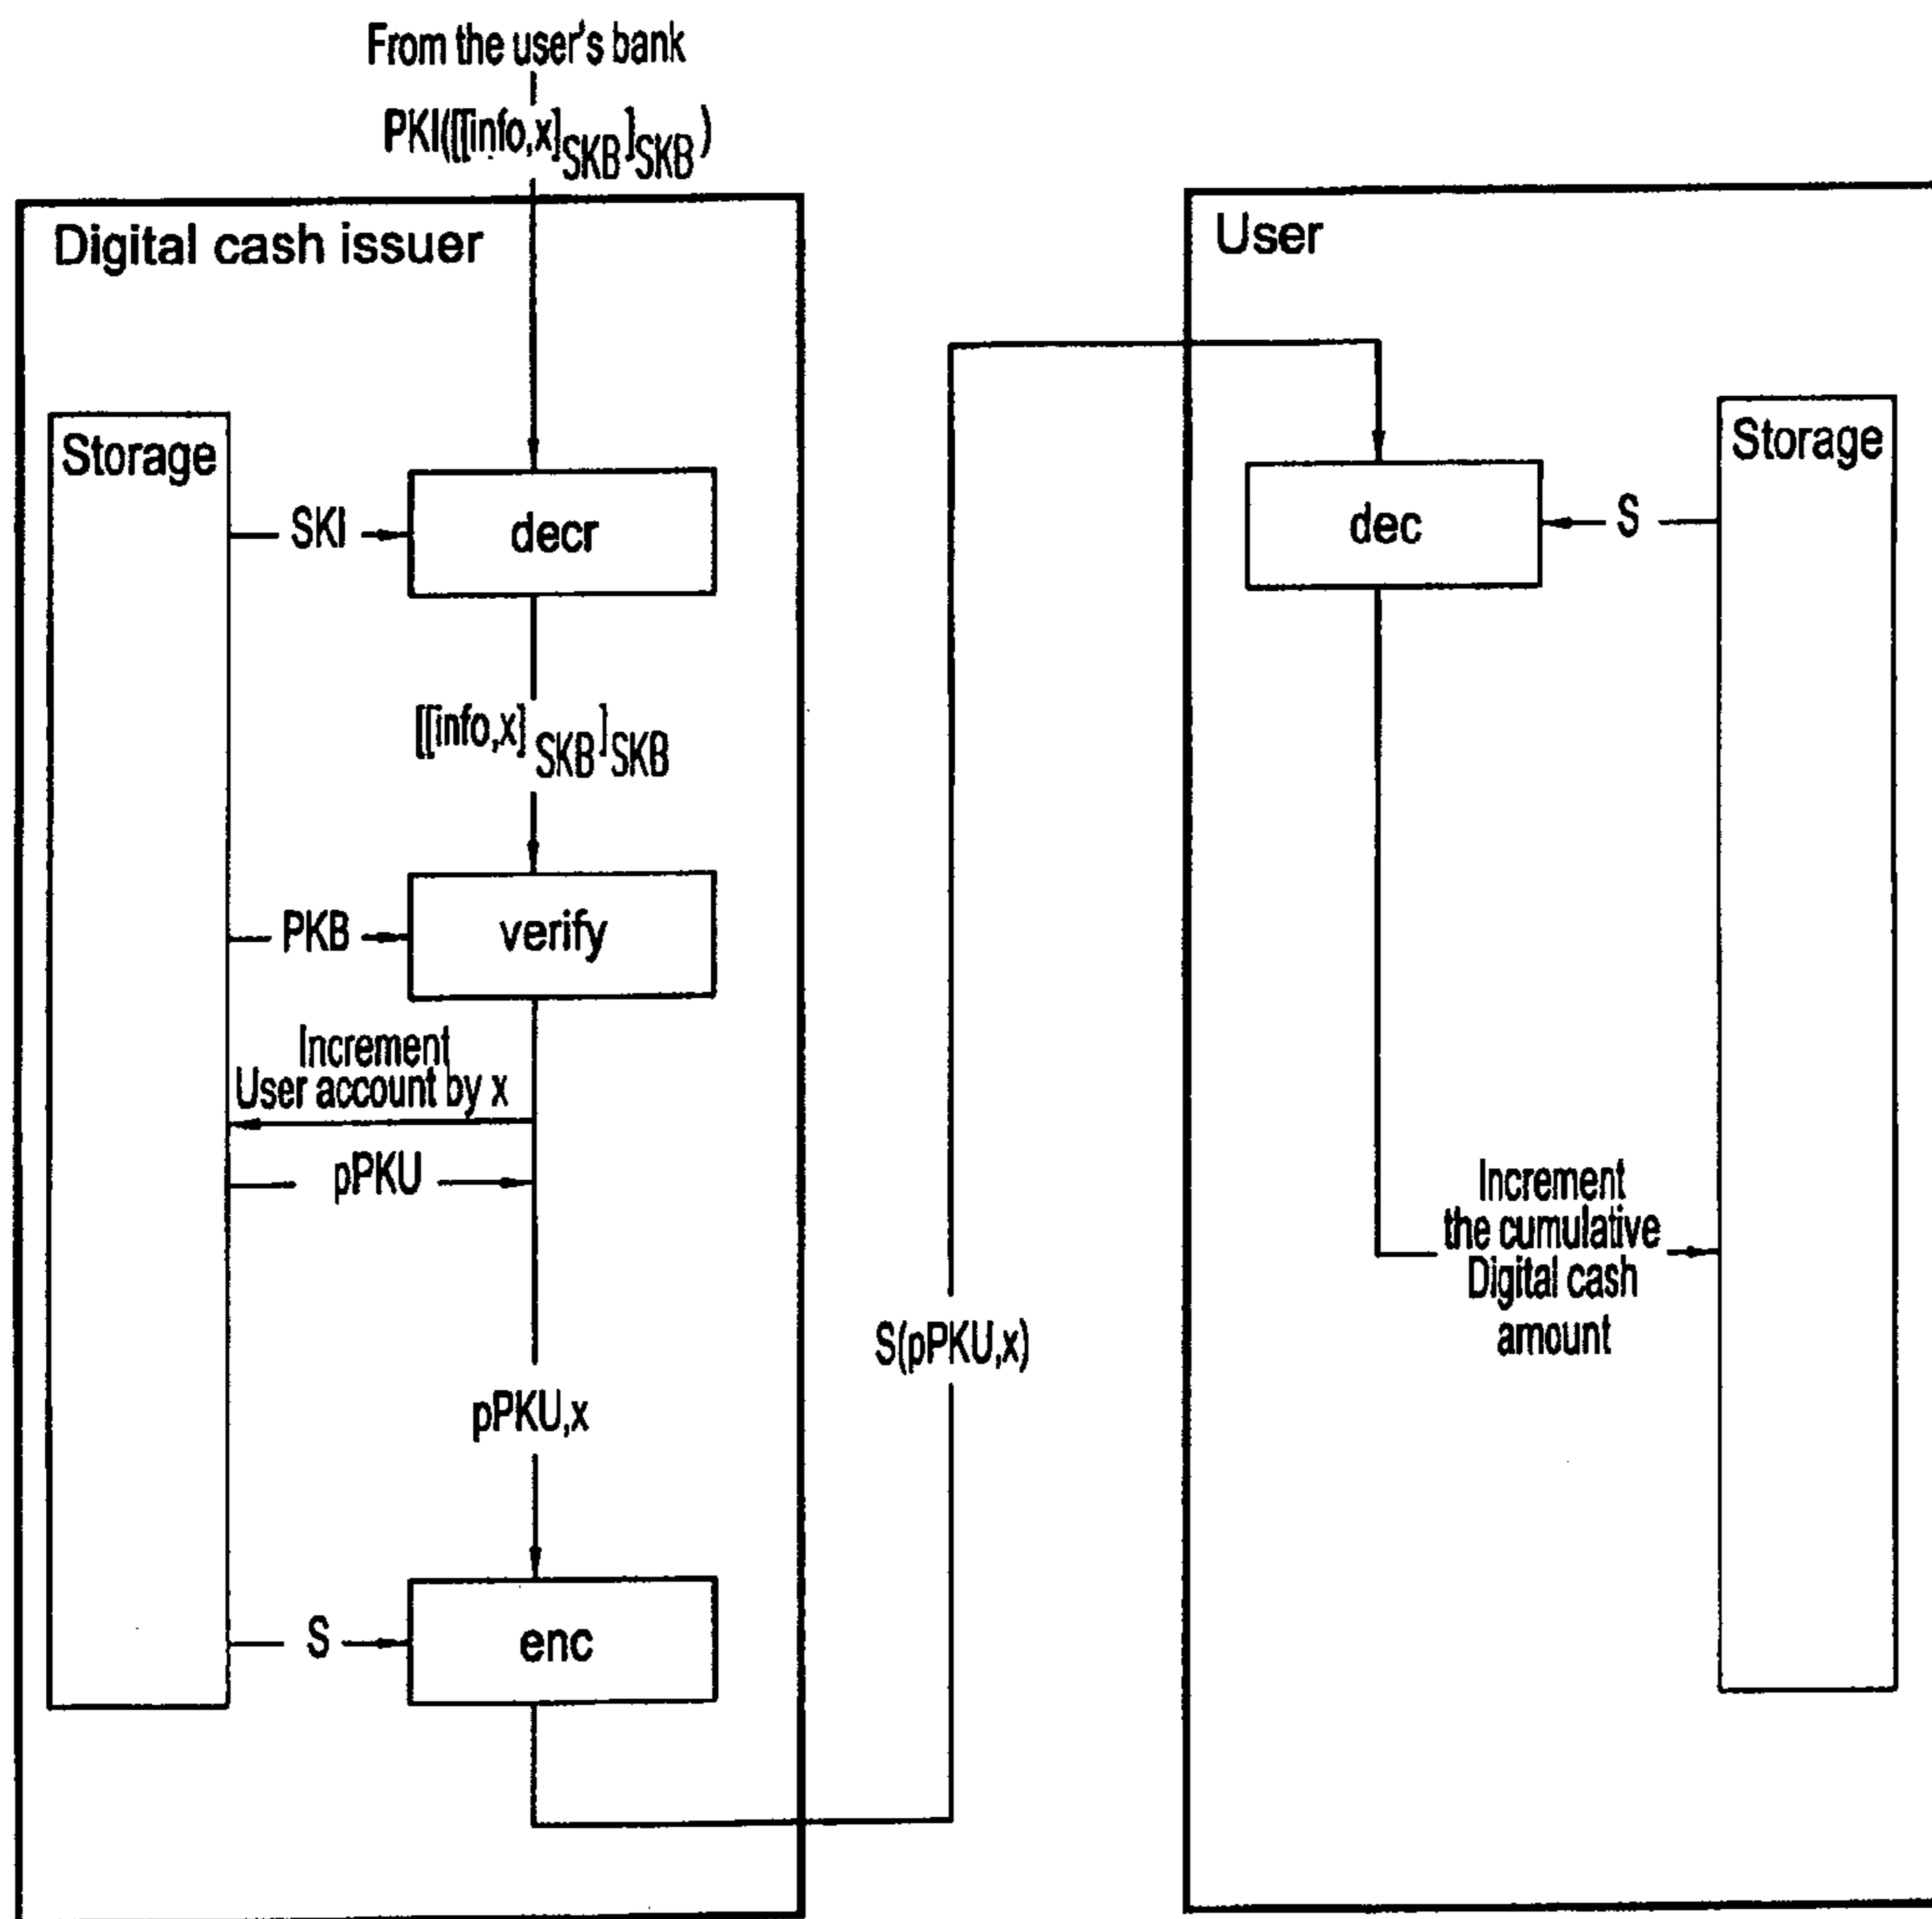 From the user's bank
PKI([[info,x]SKB]SKB)
Digital cash issuer
Storage
SKI
decr
[[info,x]SKB]SKB
PKB
verify
Increment
User account by x
pPKU
pPKU,x
S
enc
S(pPKU,x)
User
Storage
dec
S
Increment
the cumulative
Digital cash
amount